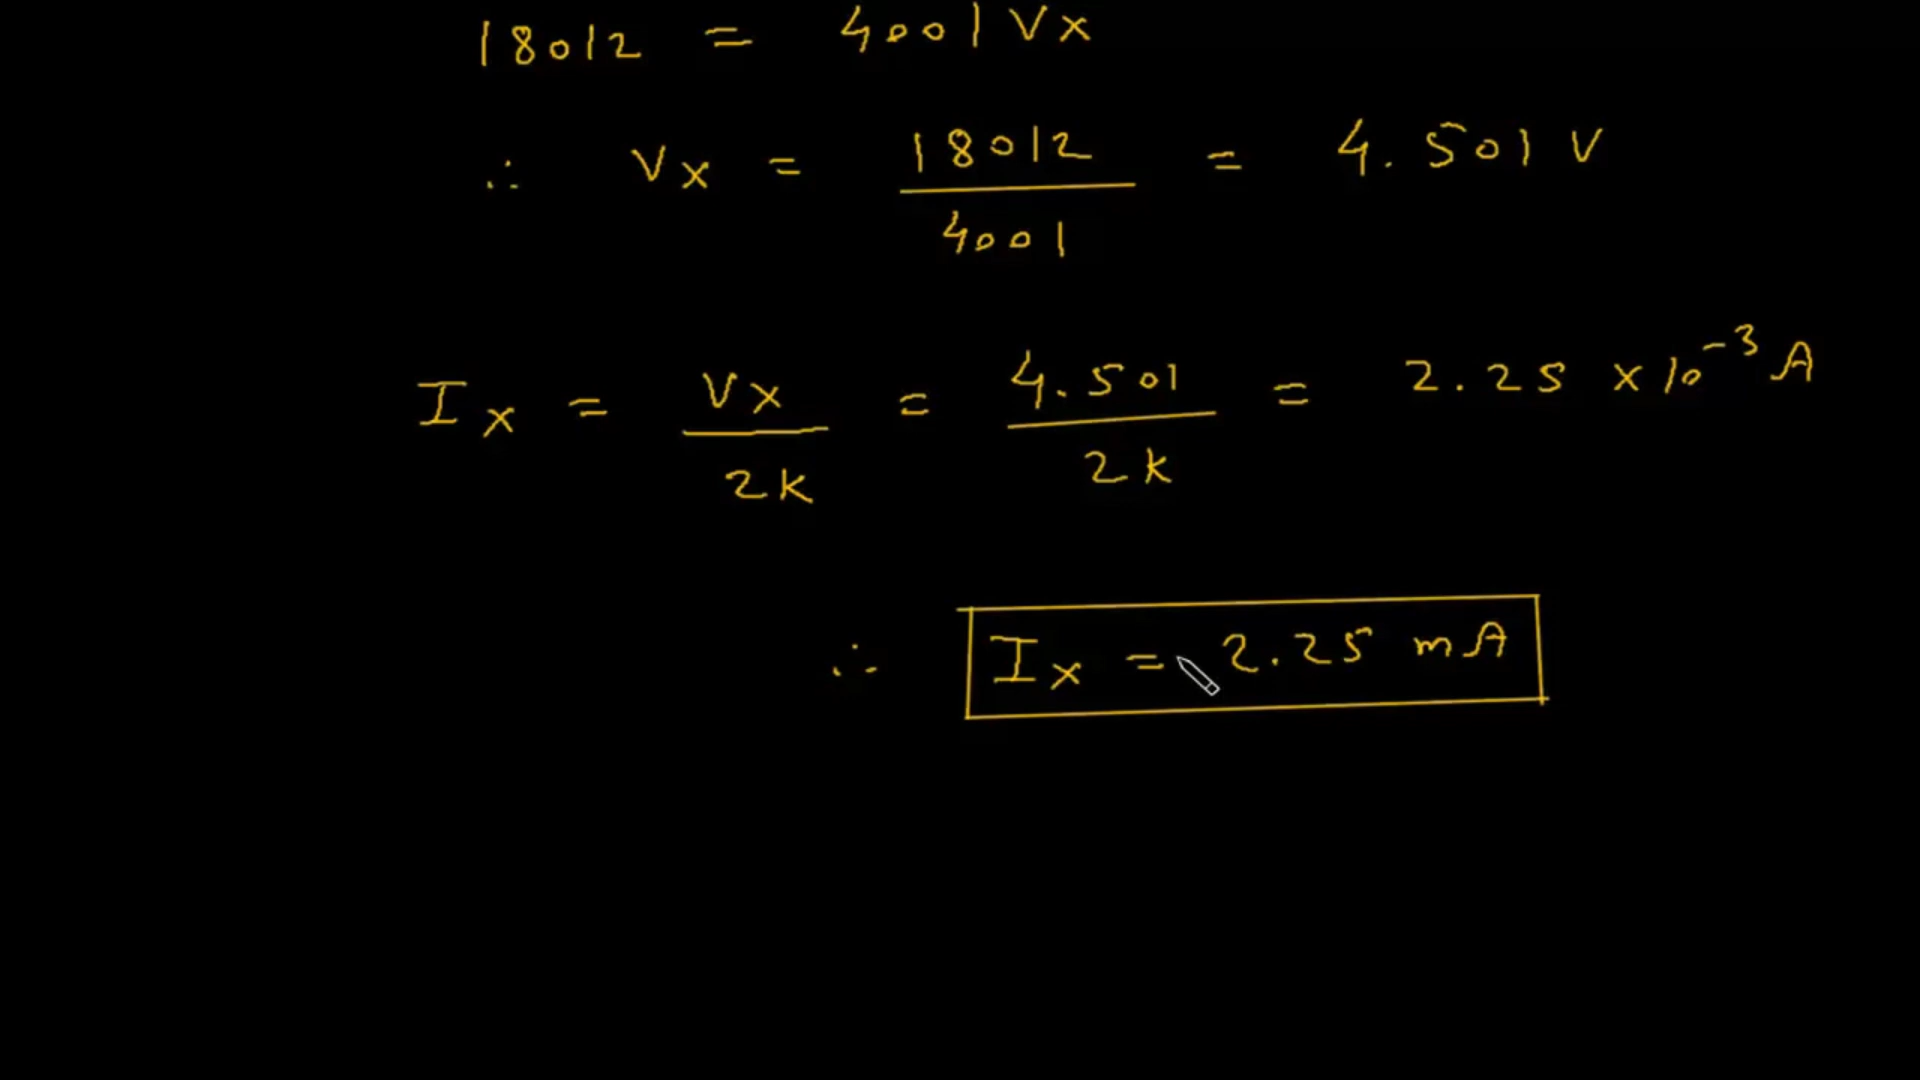 18012 = 4001 Vx
∴ Vx = 18012 / 4001 = 4.501 V
Ix = Vx / 2k = 4.501 / 2k = 2.25 x 10⁻³ A
∴ Ix = 2.25 mA